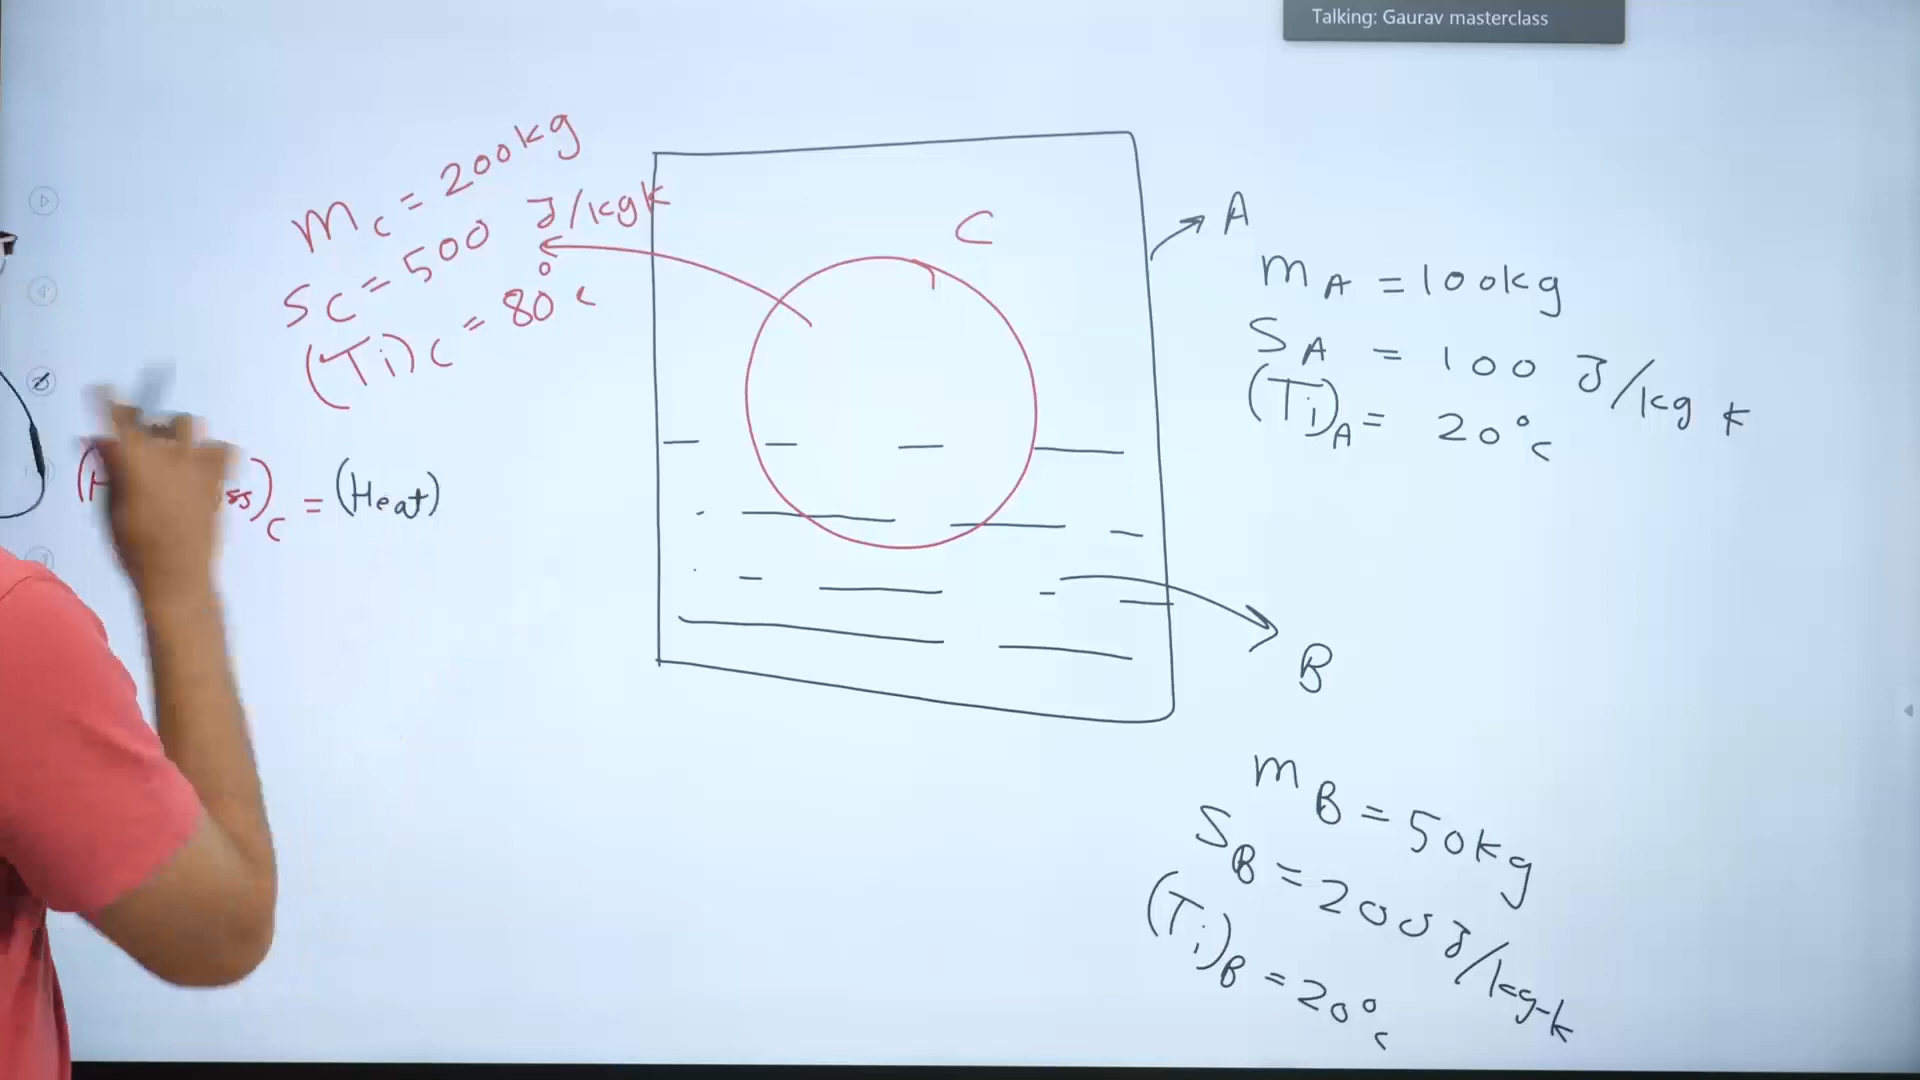 Talking: Gaurav masterclass
mC = 200kg
SC = 500 J/kgk
(Ti)C = 80°C
C
A
mA = 100kg
SA = 100 J/kg k
(Ti)A = 20°C
)C = (Heat)
B
mB = 50kg
SB = 200J/kg-k
(Ti)B = 20°C